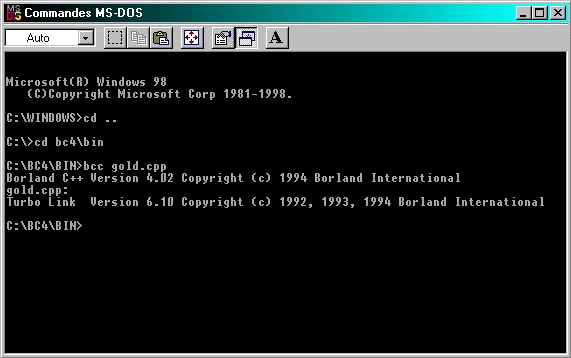 Commandes MS-DOS
Auto
A
Microsoft(R) Windows 98
(C)Copyright Microsoft Corp 1981-1998.
C:\WINDOWS>cd ..
C:\>cd bc4\bin
C:\BC4\BIN>bcc gold.cpp
Borland C++ Version 4.02 Copyright (c) 1994 Borland International
gold.cpp:
Turbo Link  Version 6.10 Copyright (c) 1992, 1993, 1994 Borland International
C:\BC4\BIN>